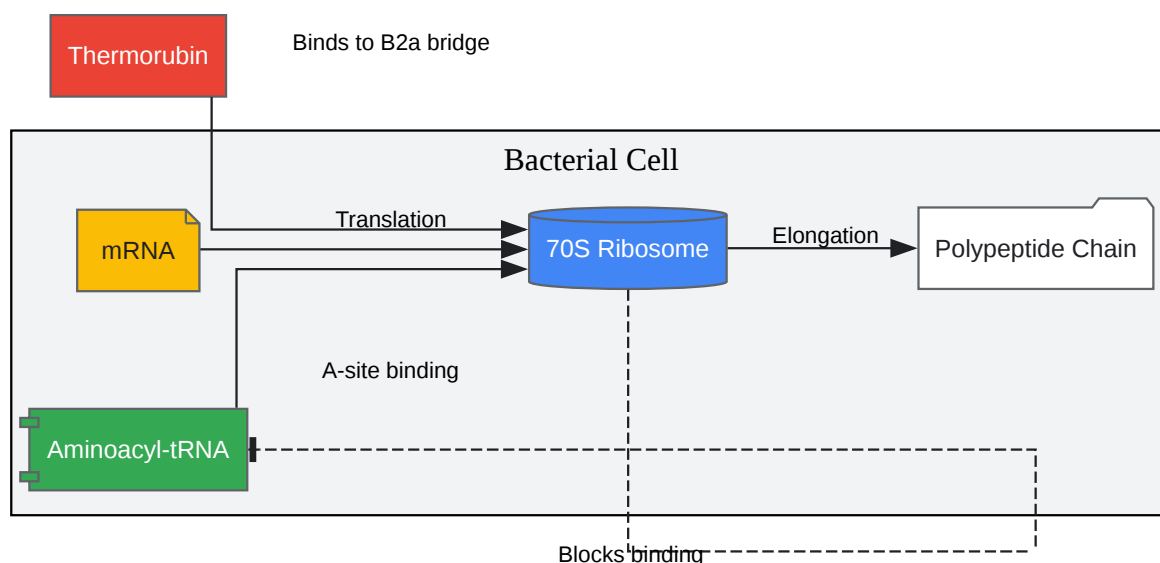 Thermorubin
Binds to B2a bridge
Bacterial Cell
Translation
mRNA
70S Ribosome
Elongation
Polypeptide Chain
A-site binding
Aminoacyl-tRNA
Blocks binding